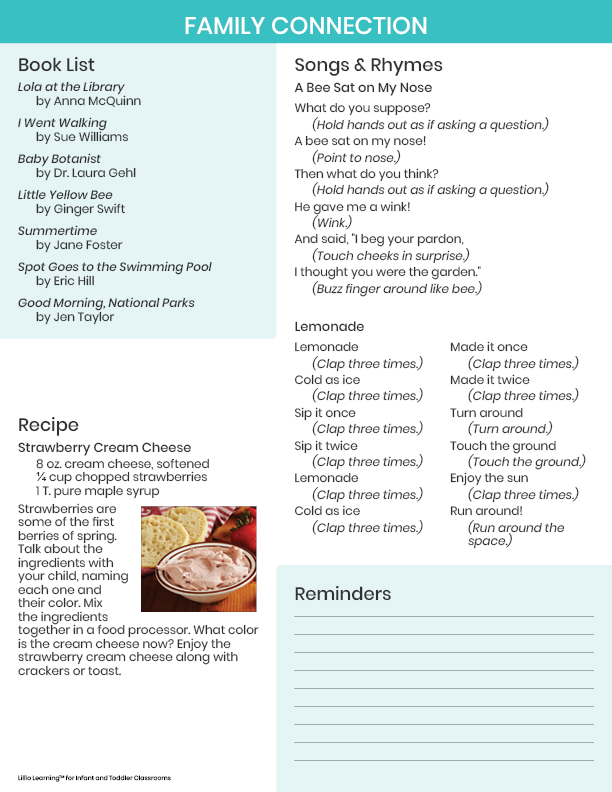 FAMILY CONNECTION
Book List
Lola at the Library
by Anna McQuinn
I Went Walking
by Sue Williams
Baby Botanist
by Dr. Laura Gehl
Little Yellow Bee
by Ginger Swift
Summertime
by Jane Foster
Spot Goes to the Swimming Pool
by Eric Hill
Good Morning, National Parks
by Jen Taylor
Recipe
Strawberry Cream Cheese
8 oz. cream cheese, softened
¼ cup chopped strawberries
1 T. pure maple syrup
Strawberries are
some of the first
berries of spring.
Talk about the
ingredients with
your child, naming
each one and
their color. Mix
the ingredients
together in a food processor. What color
is the cream cheese now? Enjoy the
strawberry cream cheese along with
crackers or toast.
Lillio Learning™ for Infant and Toddler Classrooms
Songs & Rhymes
A Bee Sat on My Nose
What do you suppose?
(Hold hands out as if asking a question.)
A bee sat on my nose!
(Point to nose.)
Then what do you think?
(Hold hands out as if asking a question.)
He gave me a wink!
(Wink.)
And said, "I beg your pardon,
(Touch cheeks in surprise.)
I thought you were the garden."
(Buzz finger around like bee.)
Lemonade
Lemonade
(Clap three times.)
Cold as ice
(Clap three times.)
Sip it once
(Clap three times.)
Sip it twice
(Clap three times.)
Lemonade
(Clap three times.)
Cold as ice
(Clap three times.)
Made it once
(Clap three times.)
Made it twice
(Clap three times.)
Turn around
(Turn around.)
Touch the ground
(Touch the ground.)
Enjoy the sun
(Clap three times.)
Run around!
(Run around the
space.)
Reminders